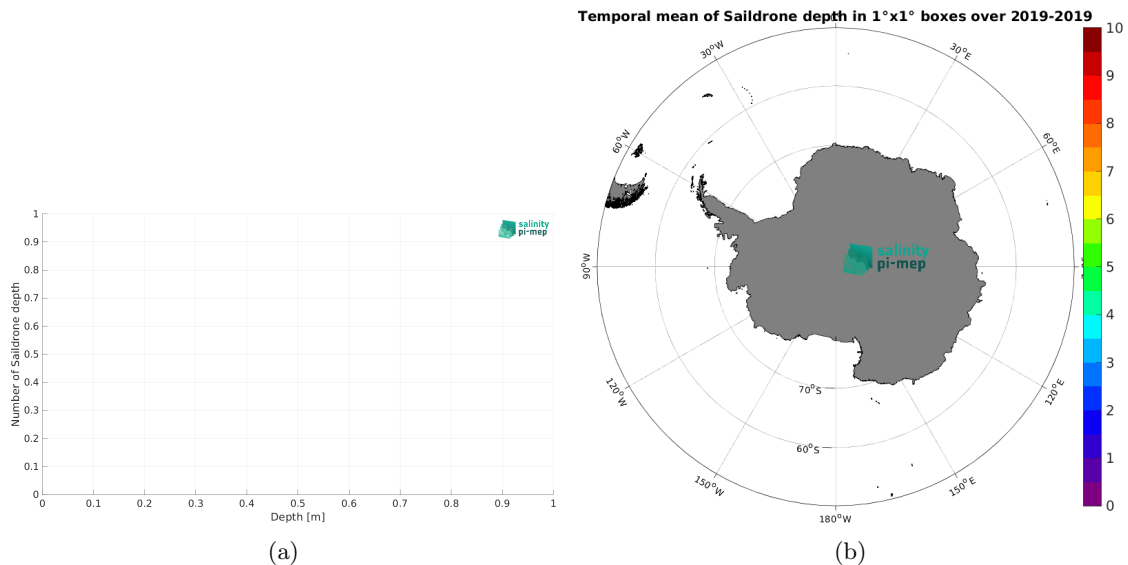 1
0.9
0.8
0.7
0.6
0.5
0.4
0.3
0.2
0.1
0
Number of Saildrone depth
0
0.1
0.2
0.3
0.4
0.5
0.6
0.7
0.8
0.9
1
Depth [m]
salinity
pi-mep
(a)
Temporal mean of Saildrone depth in 1°x1° boxes over 2019-2019
30°W
30°E
60°W
60°E
90°W
120°W
120°E
150°W
150°E
180°W
70°S
60°S
salinity
pi-mep
10
9
8
7
6
5
4
3
2
1
0
(b)